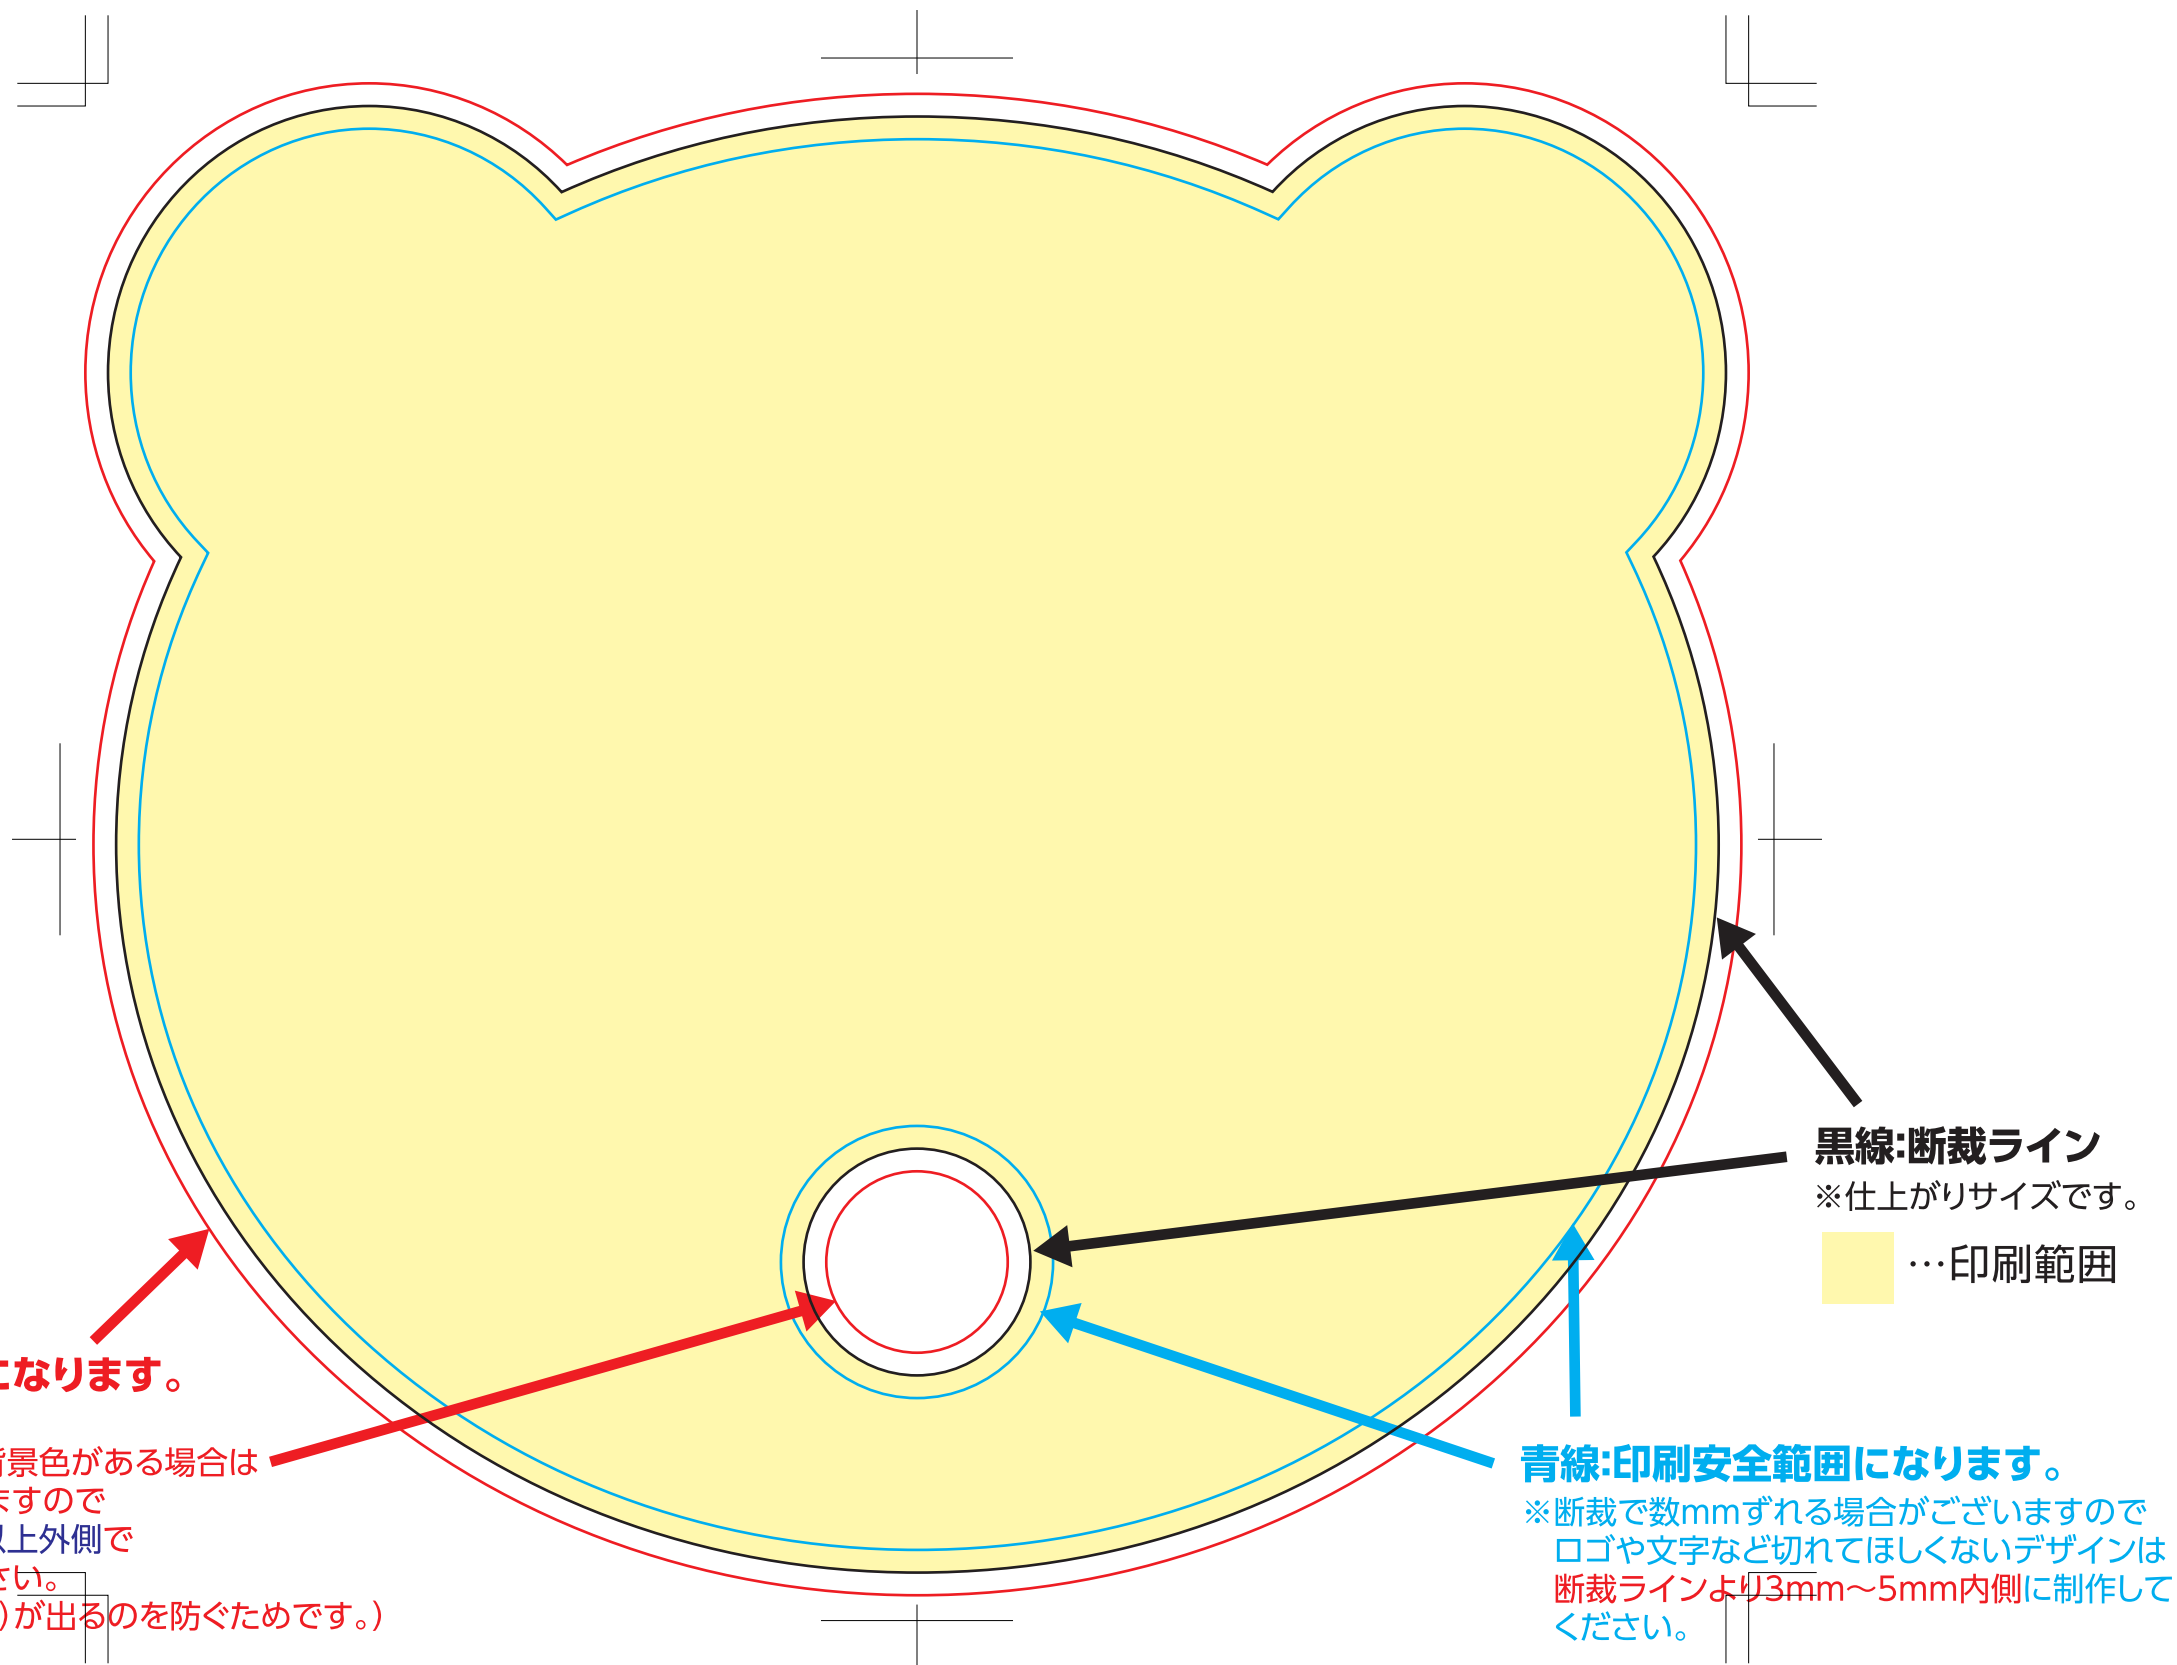 黒線:断裁ライン
※仕上がりサイズです。
…印刷範囲
になります。
背景色がある場合は
ますので
以上外側で
さい。
)が出るのを防ぐためです。)
青線:印刷安全範囲になります。
※断裁で数mmずれる場合がございますので
ロゴや文字など切れてほしくないデザインは
断裁ラインより3mm〜5mm内側に制作して
ください。